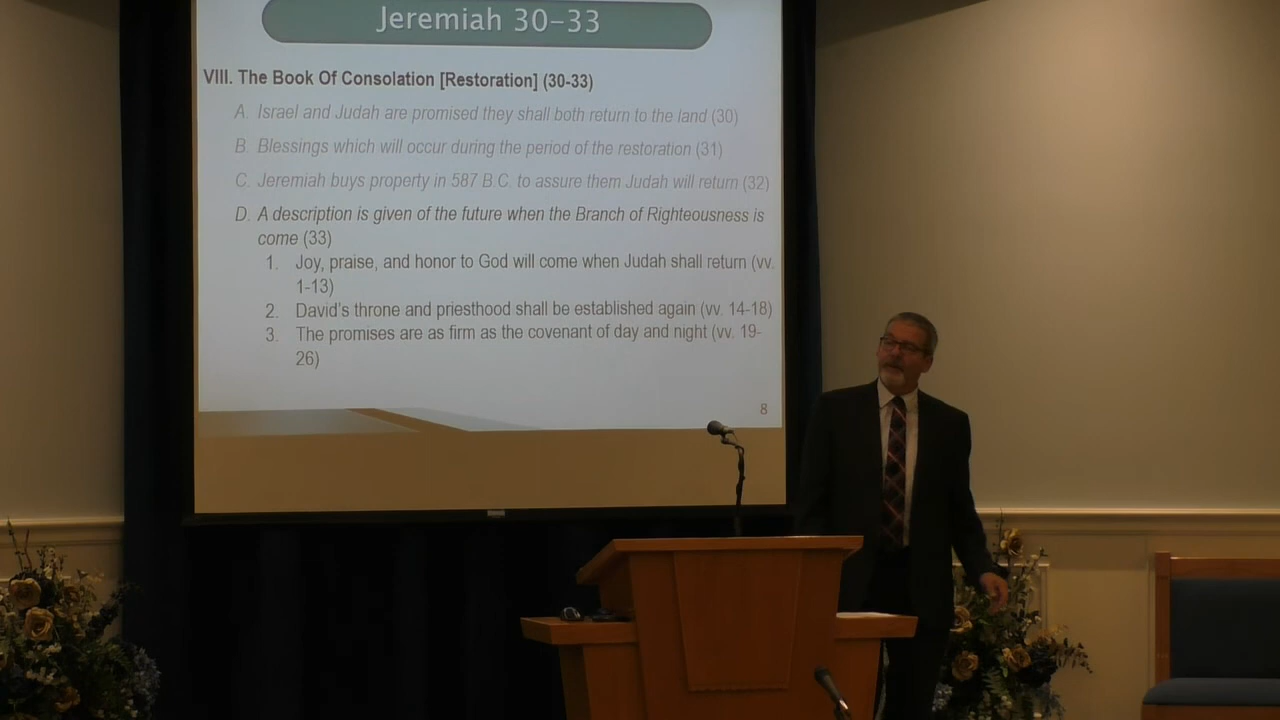 Jeremiah 30–33
VIII. The Book Of Consolation [Restoration] (30-33)
A. Israel and Judah are promised they shall both return to the land (30)
B. Blessings which will occur during the period of the restoration (31)
C. Jeremiah buys property in 587 B.C. to assure them Judah will return (32)
D. A description is given of the future when the Branch of Righteousness is
come (33)
1. Joy, praise, and honor to God will come when Judah shall return (vv.
1-13)
2. David's throne and priesthood shall be established again (vv. 14-18)
3. The promises are as firm as the covenant of day and night (vv. 19-
26)
8